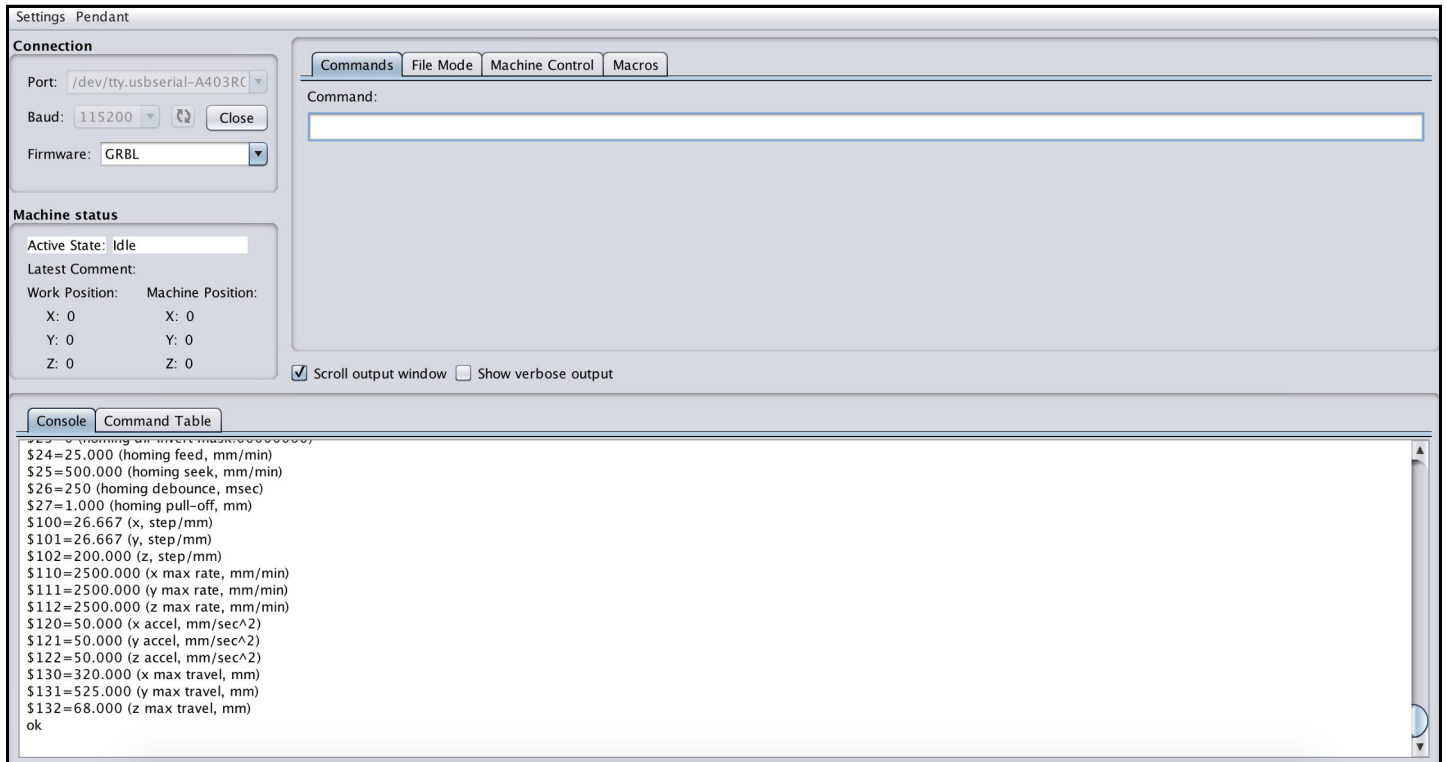 Settings Pendant
Connection
Port: /dev/tty.usbserial-A403R
Baud: 115200 Close
Firmware: GRBL
Machine status
Active State: Idle
Latest Comment:
Work Position: Machine Position:
X: 0 X: 0
Y: 0 Y: 0
Z: 0 Z: 0
Commands File Mode Machine Control Macros
Command:
Scroll output window Show verbose output
Console Command Table
$23=0 (homing dir invert mask:00000000)
$24=25.000 (homing feed, mm/min)
$25=500.000 (homing seek, mm/min)
$26=250 (homing debounce, msec)
$27=1.000 (homing pull-off, mm)
$100=26.667 (x, step/mm)
$101=26.667 (y, step/mm)
$102=200.000 (z, step/mm)
$110=2500.000 (x max rate, mm/min)
$111=2500.000 (y max rate, mm/min)
$112=2500.000 (z max rate, mm/min)
$120=50.000 (x accel, mm/sec^2)
$121=50.000 (y accel, mm/sec^2)
$122=50.000 (z accel, mm/sec^2)
$130=320.000 (x max travel, mm)
$131=525.000 (y max travel, mm)
$132=68.000 (z max travel, mm)
ok